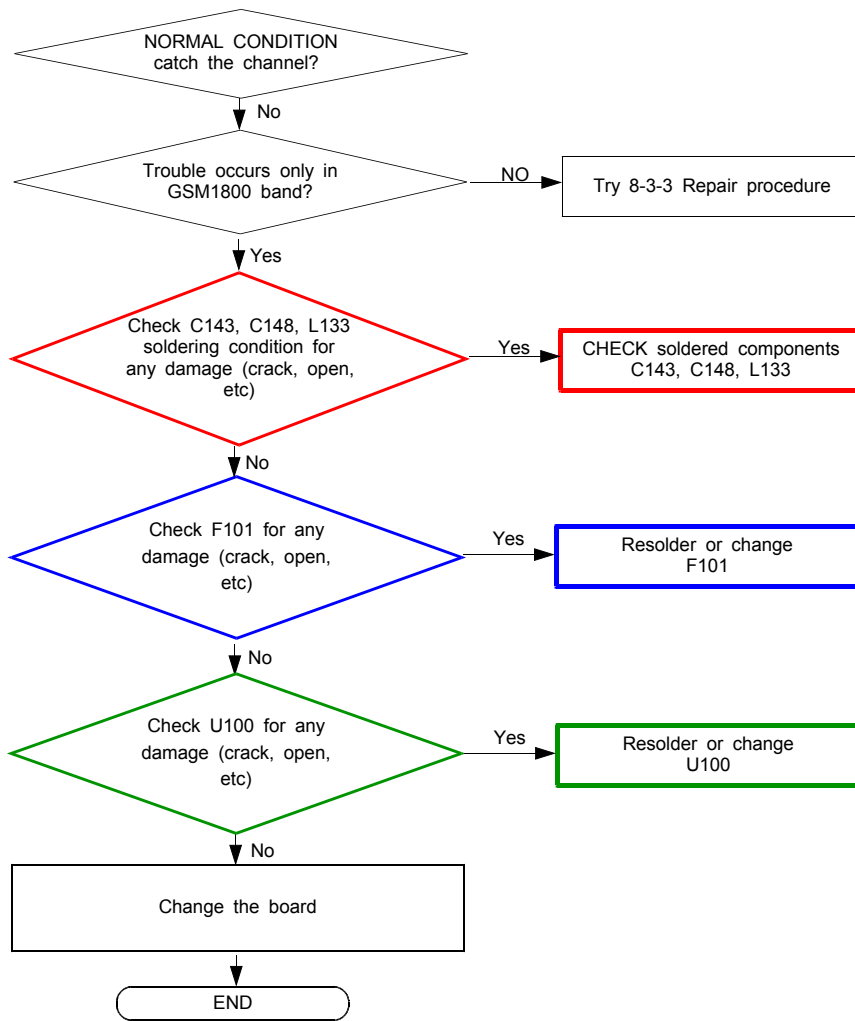 NORMAL CONDITION
catch the channel?
No
Trouble occurs only in
GSM1800 band?
NO
Try 8-3-3 Repair procedure
Yes
Check C143, C148, L133
soldering condition for
any damage (crack, open,
etc)
Yes
CHECK soldered components
C143, C148, L133
No
Check F101 for any
damage (crack, open,
etc)
Yes
Resolder or change
F101
No
Check U100 for any
damage (crack, open,
etc)
Yes
Resolder or change
U100
No
Change the board
END